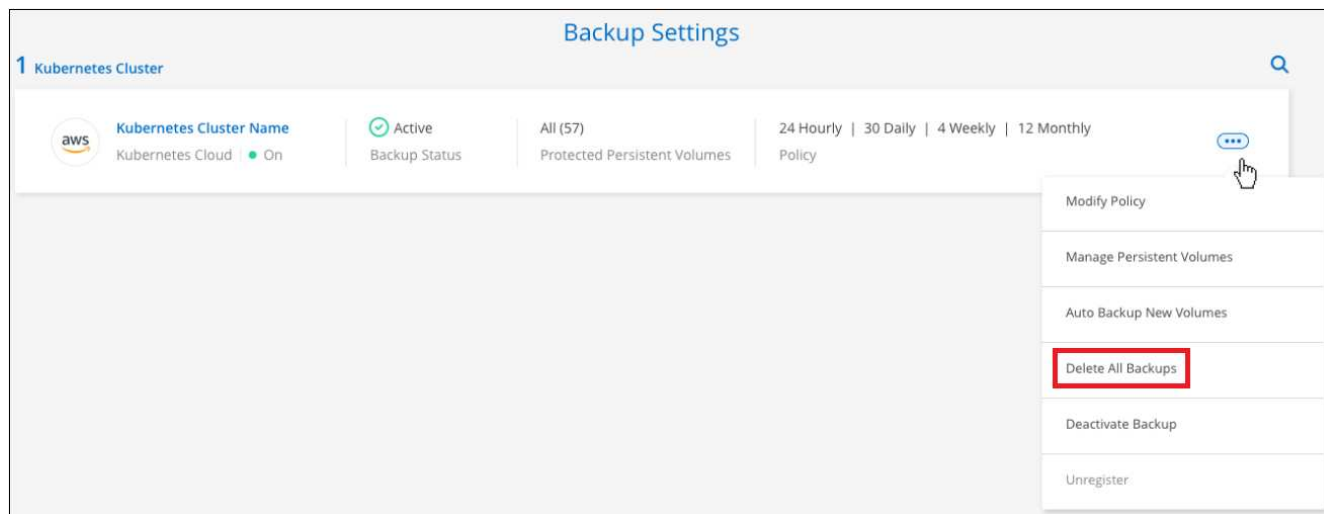 Backup Settings
1 Kubernetes Cluster
aws
Kubernetes Cluster Name
Kubernetes Cloud
On
Active
Backup Status
All (57)
Protected Persistent Volumes
24 Hourly | 30 Daily | 4 Weekly | 12 Monthly
Policy
Modify Policy
Manage Persistent Volumes
Auto Backup New Volumes
Delete All Backups
Deactivate Backup
Unregister